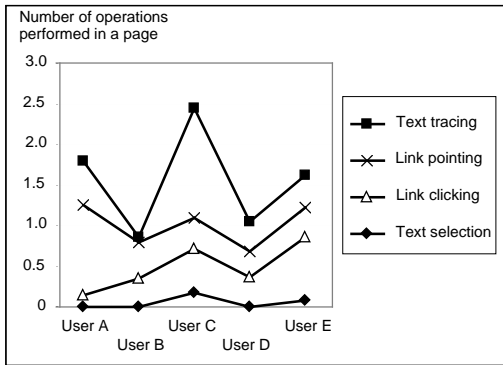 Number of operations
performed in a page
3.0
2.5
2.0
1.5
1.0
0.5
0
User A
User B
User C
User D
User E
Text tracing
Link pointing
Link clicking
Text selection